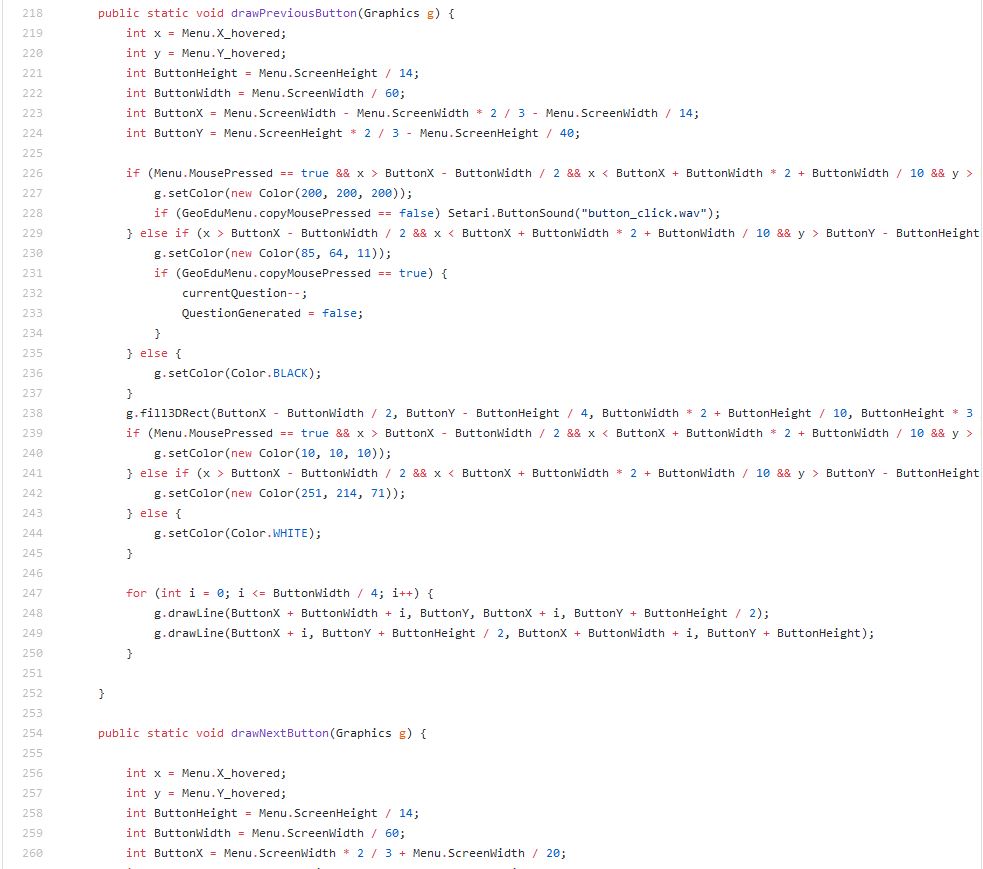 218 public static void drawPreviousButton(Graphics g) {
219 int x = Menu.X_hovered;
220 int y = Menu.Y_hovered;
221 int ButtonHeight = Menu.ScreenHeight / 14;
222 int ButtonWidth = Menu.ScreenWidth / 60;
223 int ButtonX = Menu.ScreenWidth - Menu.ScreenWidth * 2 / 3 - Menu.ScreenWidth / 14;
224 int ButtonY = Menu.ScreenHeight * 2 / 3 - Menu.ScreenHeight / 40;
225
226 if (Menu.MousePressed == true && x > ButtonX - ButtonWidth / 2 && x < ButtonX + ButtonWidth * 2 + ButtonWidth / 10 && y >
227 g.setColor(new Color(200, 200, 200));
228 if (GeoEduMenu.copyMousePressed == false) Setari.ButtonSound("button_click.wav");
229 } else if (x > ButtonX - ButtonWidth / 2 && x < ButtonX + ButtonWidth * 2 + ButtonWidth / 10 && y > ButtonY - ButtonHeight
230 g.setColor(new Color(85, 64, 11));
231 if (GeoEduMenu.copyMousePressed == true) {
232 currentQuestion--;
233 QuestionGenerated = false;
234 }
235 } else {
236 g.setColor(Color.BLACK);
237 }
238 g.fill3DRect(ButtonX - ButtonWidth / 2, ButtonY - ButtonHeight / 4, ButtonWidth * 2 + ButtonHeight / 10, ButtonHeight * 3
239 if (Menu.MousePressed == true && x > ButtonX - ButtonWidth / 2 && x < ButtonX + ButtonWidth * 2 + ButtonWidth / 10 && y >
240 g.setColor(new Color(10, 10, 10));
241 } else if (x > ButtonX - ButtonWidth / 2 && x < ButtonX + ButtonWidth * 2 + ButtonWidth / 10 && y > ButtonY - ButtonHeight
242 g.setColor(new Color(251, 214, 71));
243 } else {
244 g.setColor(Color.WHITE);
245 }
246
247 for (int i = 0; i <= ButtonWidth / 4; i++) {
248 g.drawLine(ButtonX + ButtonWidth + i, ButtonY, ButtonX + i, ButtonY + ButtonHeight / 2);
249 g.drawLine(ButtonX + i, ButtonY + ButtonHeight / 2, ButtonX + ButtonWidth + i, ButtonY + ButtonHeight);
250 }
251
252 }
253
254 public static void drawNextButton(Graphics g) {
255
256 int x = Menu.X_hovered;
257 int y = Menu.Y_hovered;
258 int ButtonHeight = Menu.ScreenHeight / 14;
259 int ButtonWidth = Menu.ScreenWidth / 60;
260 int ButtonX = Menu.ScreenWidth * 2 / 3 + Menu.ScreenWidth / 20;